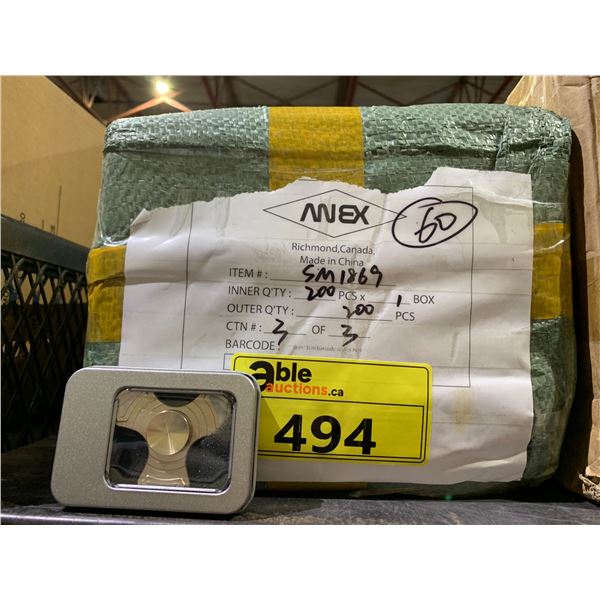 ANEX
60
Richmond,Canada,
Made in China
ITEM # : SM1869
INNER Q'TY : 200 PCS x 1 BOX
OUTER Q'TY : 200 PCS
CTN # : 3 OF 3
BARCODE :
able
auctions.ca
494